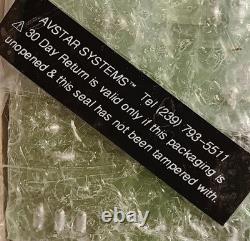 AVSTAR SYSTEMS™ Tel (239) 793-5511
⚠ 30 Day Return is valid only if this packaging is
unopened & this seal has not been tampered with.